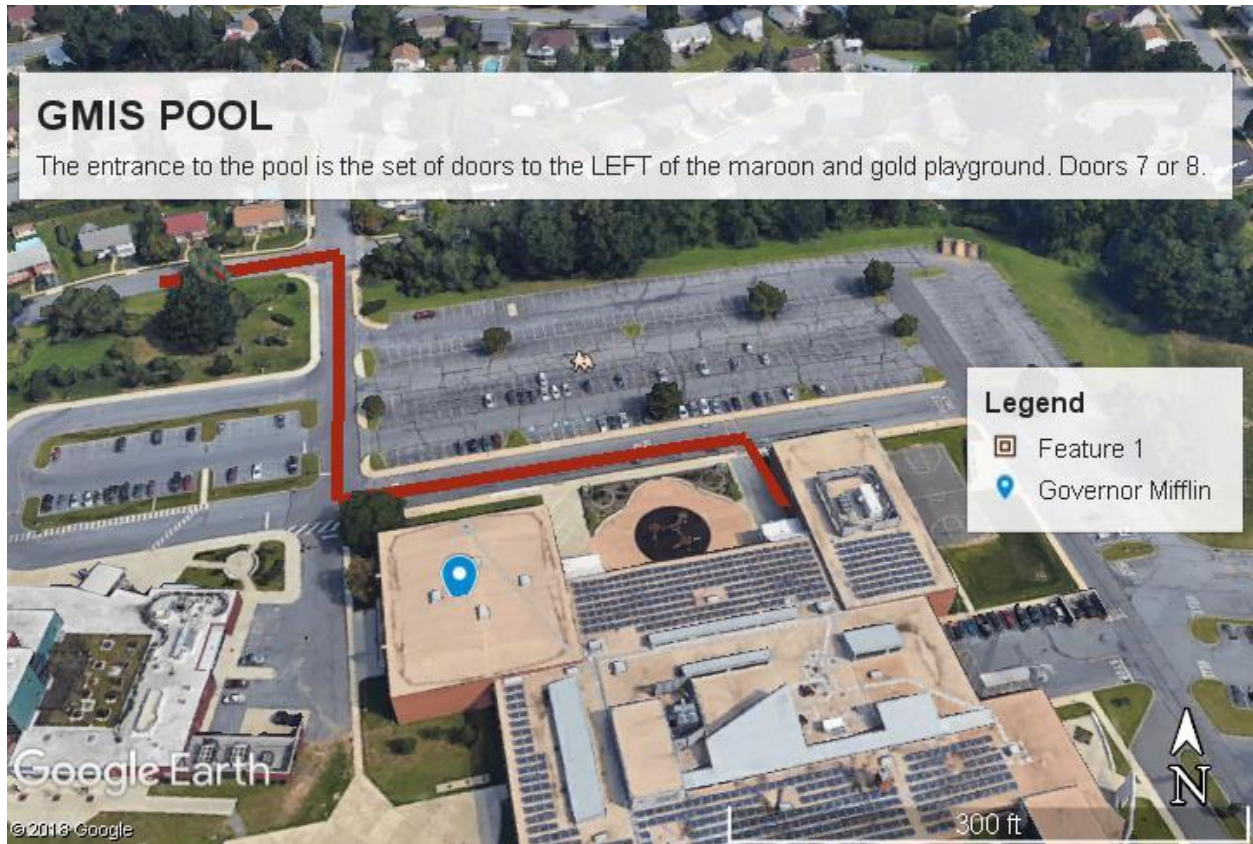 GMIS POOL
The entrance to the pool is the set of doors to the LEFT of the maroon and gold playground. Doors 7 or 8.
Legend
Feature 1
Governor Mifflin
Google Earth
©2018 Google
N
300 ft